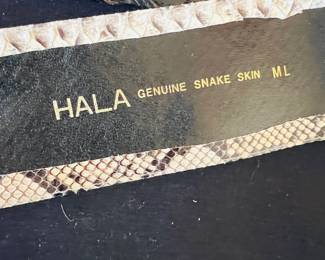 HALA GENUINE SNAKE SKIN ML